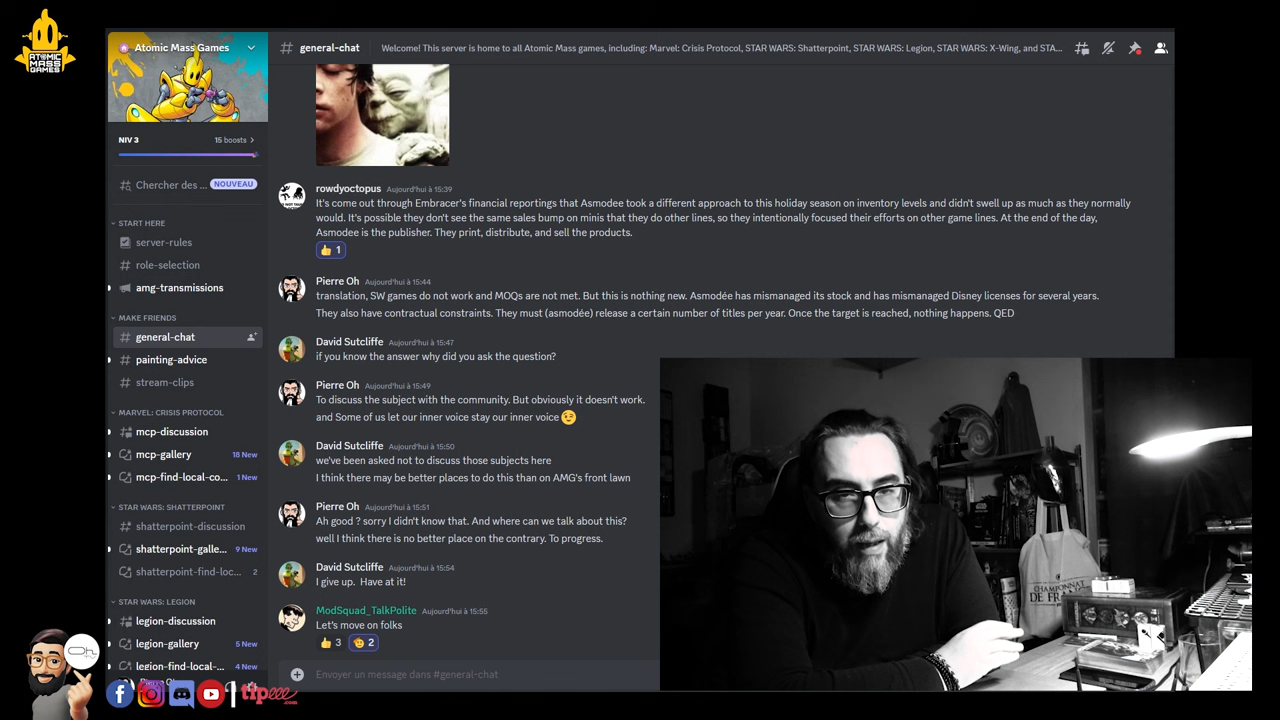 ATOMIC
MASS
GAMES
Atomic Mass Games
NIV 3
15 boosts
Chercher des ...
NOUVEAU
START HERE
server-rules
role-selection
amg-transmissions
MAKE FRIENDS
general-chat
painting-advice
stream-clips
MARVEL: CRISIS PROTOCOL
mcp-discussion
mcp-gallery
18 New
mcp-find-local-co...
1 New
STAR WARS: SHATTERPOINT
shatterpoint-discussion
shatterpoint-galle...
9 New
shatterpoint-find-loc...
2
STAR WARS: LEGION
legion-discussion
legion-gallery
5 New
legion-find-local-...
4 New
general-chat
Welcome! This server is home to all Atomic Mass games, including: Marvel: Crisis Protocol, STAR WARS: Shatterpoint, STAR WARS: Legion, STAR WARS: X-Wing, and STA...
rowdyoctopus Aujourd'hui à 15:39
It's come out through Embracer's financial reportings that Asmodee took a different approach to this holiday season on inventory levels and didn't swell up as much as they normally
would. It's possible they don't see the same sales bump on minis that they do other lines, so they intentionally focused their efforts on other game lines. At the end of the day,
Asmodee is the publisher. They print, distribute, and sell the products.
1
Pierre Oh Aujourd'hui à 15:44
translation, SW games do not work and MOQs are not met. But this is nothing new. Asmodée has mismanaged its stock and has mismanaged Disney licenses for several years.
They also have contractual constraints. They must (asmodée) release a certain number of titles per year. Once the target is reached, nothing happens. QED
David Sutcliffe Aujourd'hui à 15:47
if you know the answer why did you ask the question?
Pierre Oh Aujourd'hui à 15:49
To discuss the subject with the community. But obviously it doesn't work.
and Some of us let our inner voice stay our inner voice 😉
David Sutcliffe Aujourd'hui à 15:50
we've been asked not to discuss those subjects here
I think there may be better places to do this than on AMG's front lawn
Pierre Oh Aujourd'hui à 15:51
Ah good ? sorry I didn't know that. And where can we talk about this?
well I think there is no better place on the contrary. To progress.
David Sutcliffe Aujourd'hui à 15:54
I give up. Have at it!
ModSquad_TalkPolite Aujourd'hui à 15:55
Let's move on folks
3
2
Envoyer un message dans #general-chat
CHAMPIONNAT
DE FRANCE
tipeee
.com